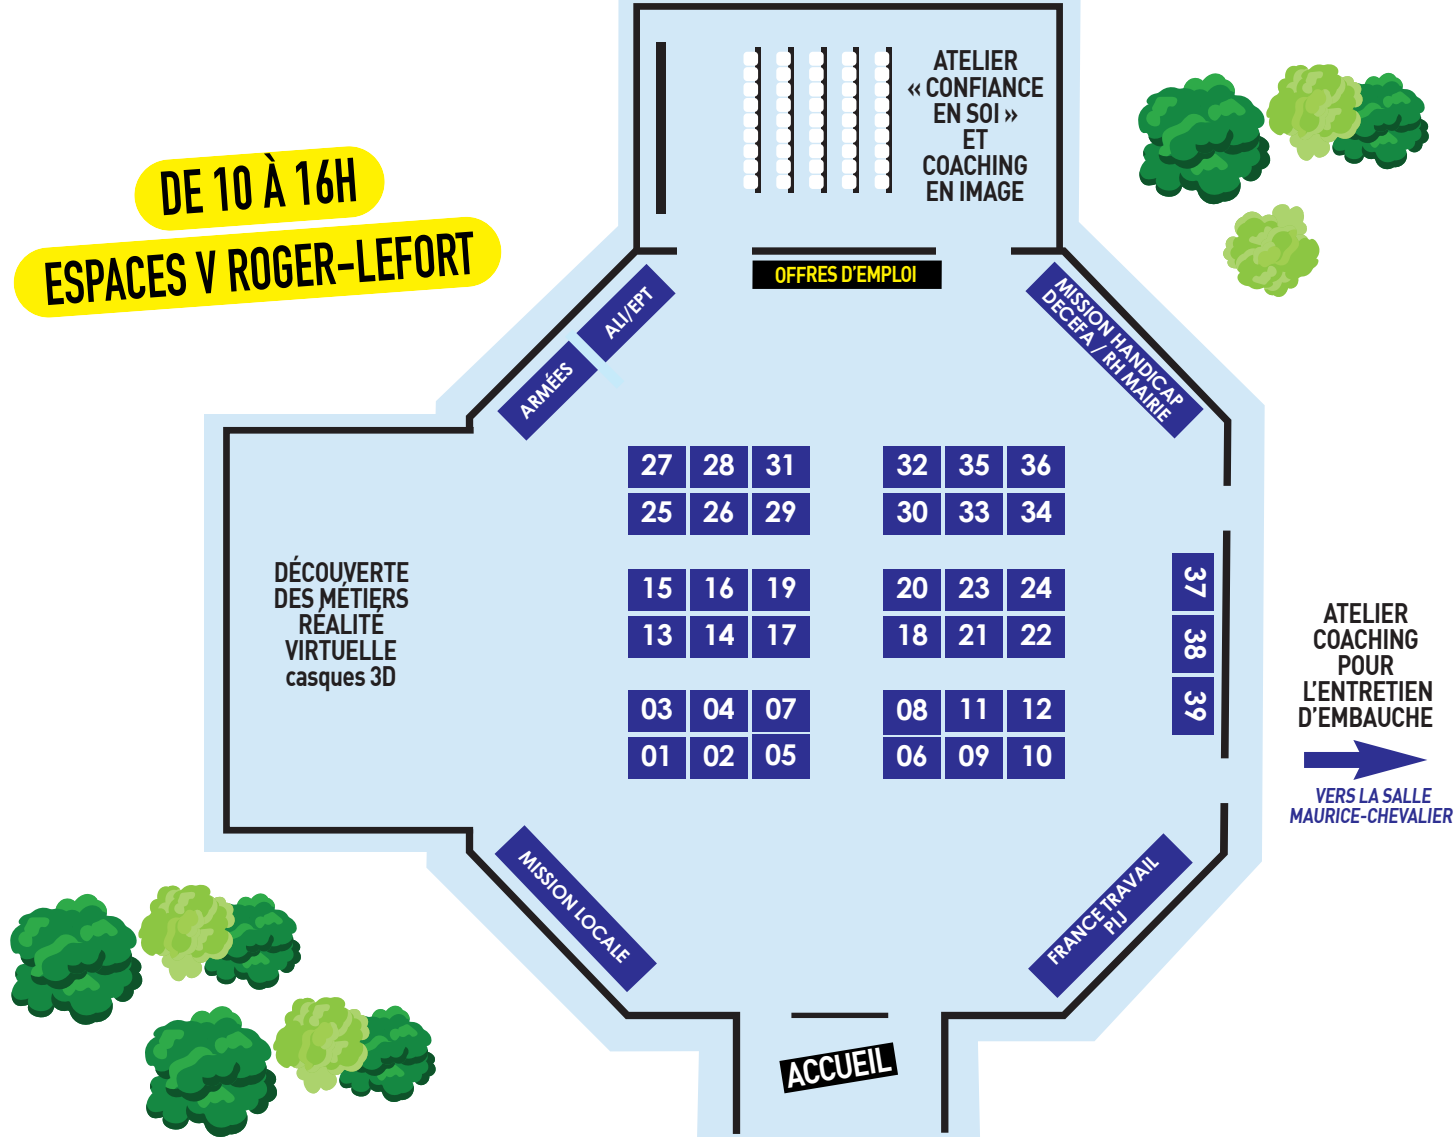 DE 10 À 16H
ESPACES V ROGER-LEFORT
ATELIER
« CONFIANCE
EN SOI »
ET
COACHING
EN IMAGE
OFFRES D'EMPLOI
ALI/EPT
ARMÉES
MISSION HANDICAP
DECEFA / RH MAIRIE
27 28 31 32 35 36
25 26 29 30 33 34
15 16 19 20 23 24
13 14 17 18 21 22
03 04 07 08 11 12
01 02 05 06 09 10
37
38
39
DÉCOUVERTE
DES MÉTIERS
RÉALITÉ
VIRTUELLE
casques 3D
ATELIER
COACHING
POUR
L'ENTRETIEN
D'EMBAUCHE
VERS LA SALLE
MAURICE-CHEVALIER
MISSION LOCALE
FRANCE TRAVAIL
PIJ
ACCUEIL